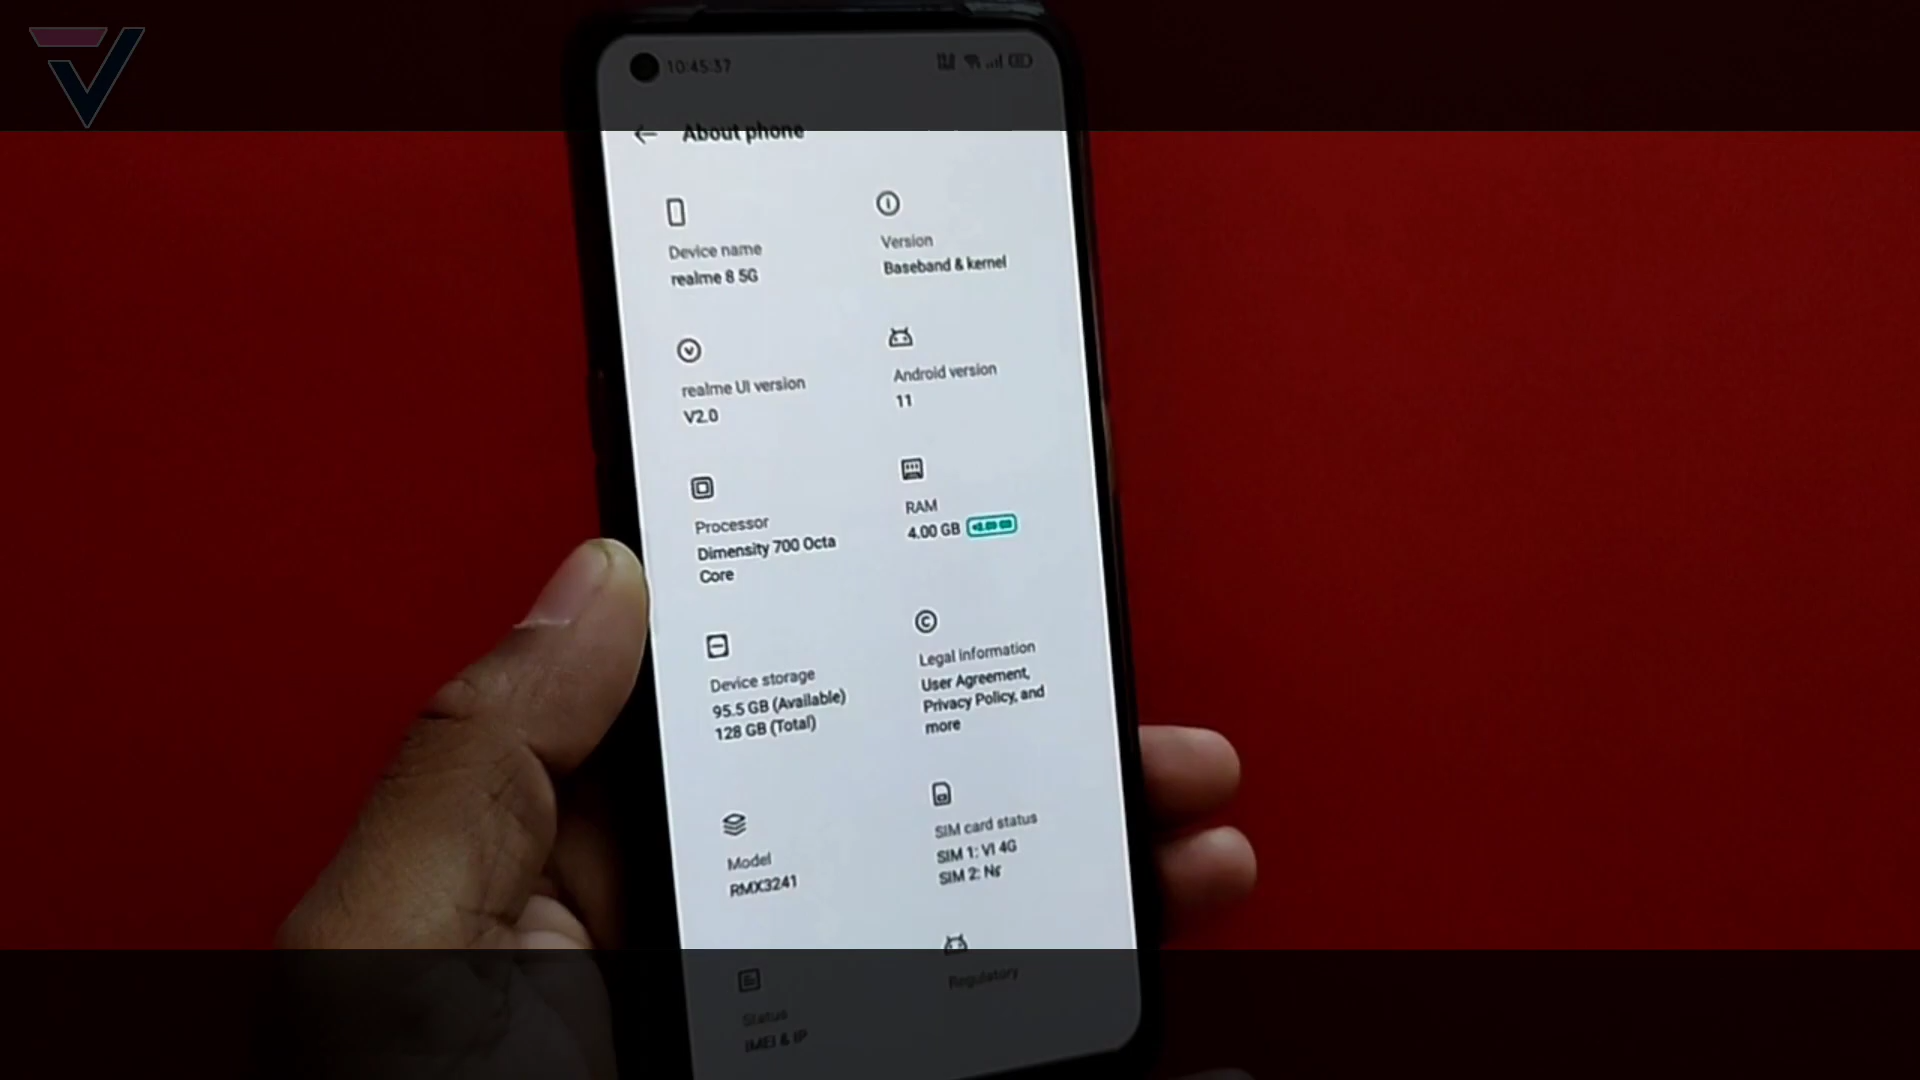 10:45:37
About phone
Device name
realme 8 5G
Version
Baseband & kernel
realme UI version
V2.0
Android version
11
Processor
Dimensity 700 Octa
Core
RAM
4.00 GB
Device storage
95.5 GB (Available)
128 GB (Total)
Legal information
User Agreement,
Privacy Policy, and
more
Model
RMX3241
SIM card status
SIM 1: VI 4G
SIM 2:
Status
IMEI & IP
Regulatory